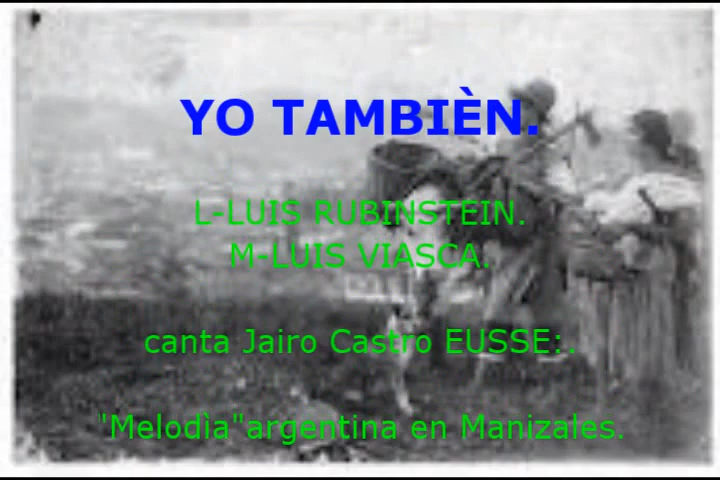 YO TAMBIÈN.
L-LUIS RUBINSTEIN.
M-LUIS VIASCA.
canta Jairo Castro EUSSE:.
'Melodìa"argentina en Manizales.